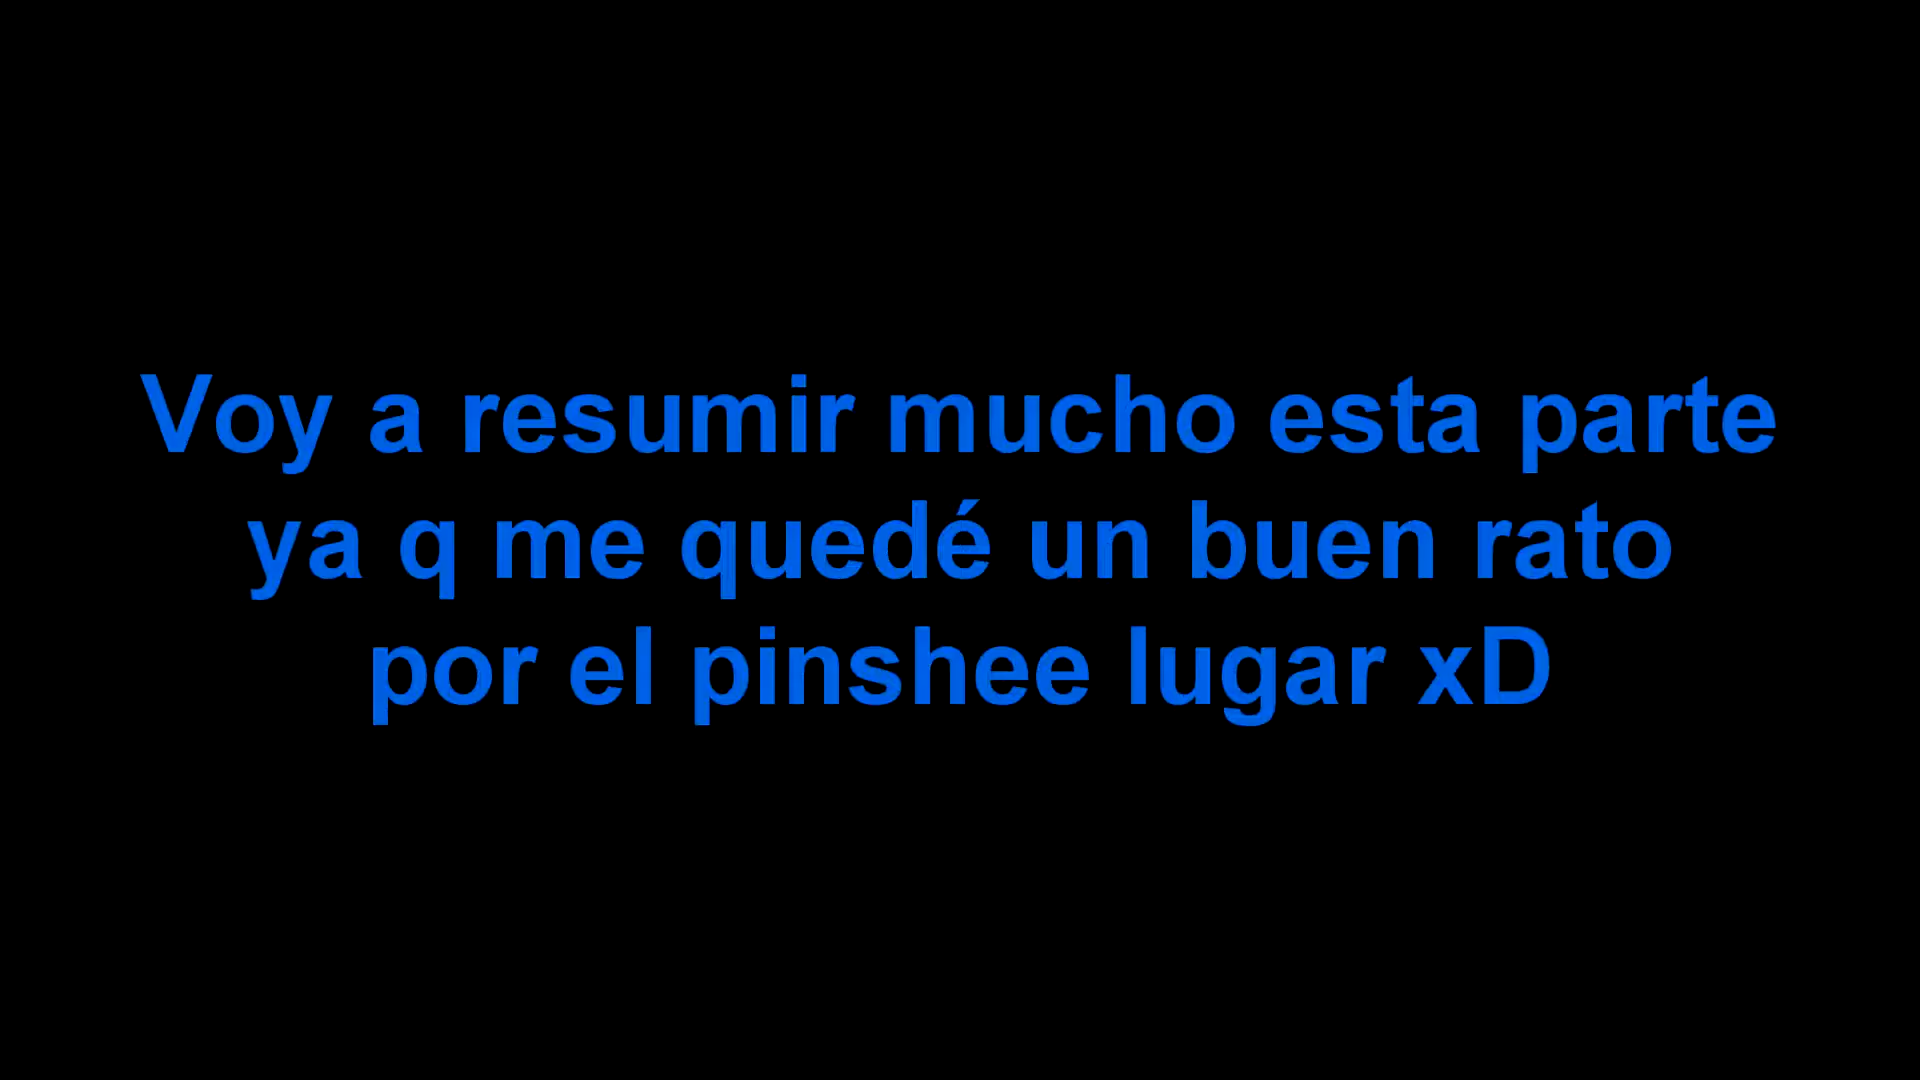 Voy a resumir mucho esta parte
ya q me quedé un buen rato
por el pinshee lugar xD